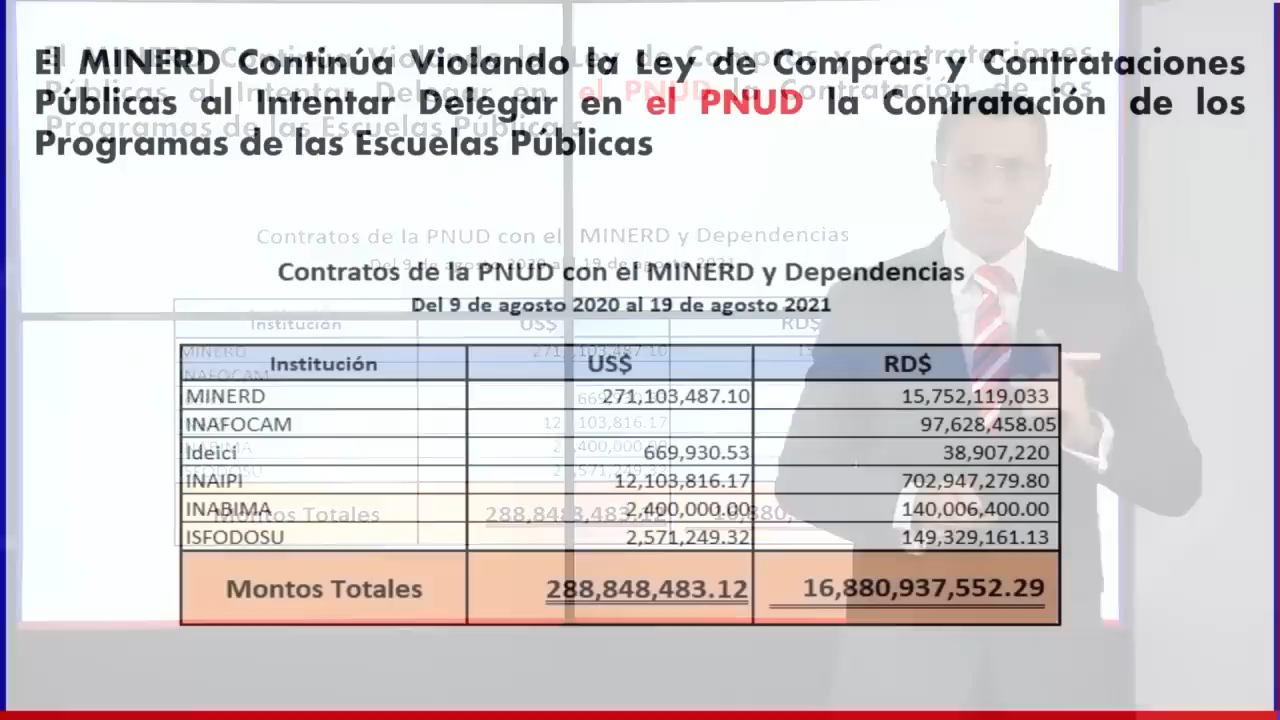 El MINERD Continúa Violando la Ley de Compras y Contrataciones
Públicas al Intentar Delegar en el PNUD la Contratación de los
Programas de las Escuelas Públicas
Contratos de la PNUD con el MINERD y Dependencias
Del 9 de agosto 2020 al 19 de agosto 2021
Institución US$ RD$
MINERD 271,103,487.10 15,752,119,033
INAFOCAM 97,628,458.05
Ideici 669,930.53 38,907,220
INAIPI 12,103,816.17 702,947,279.80
INABIMA 2,400,000.00 140,006,400.00
ISFODOSU 2,571,249.32 149,329,161.13
Montos Totales 288,848,483.12 16,880,937,552.29